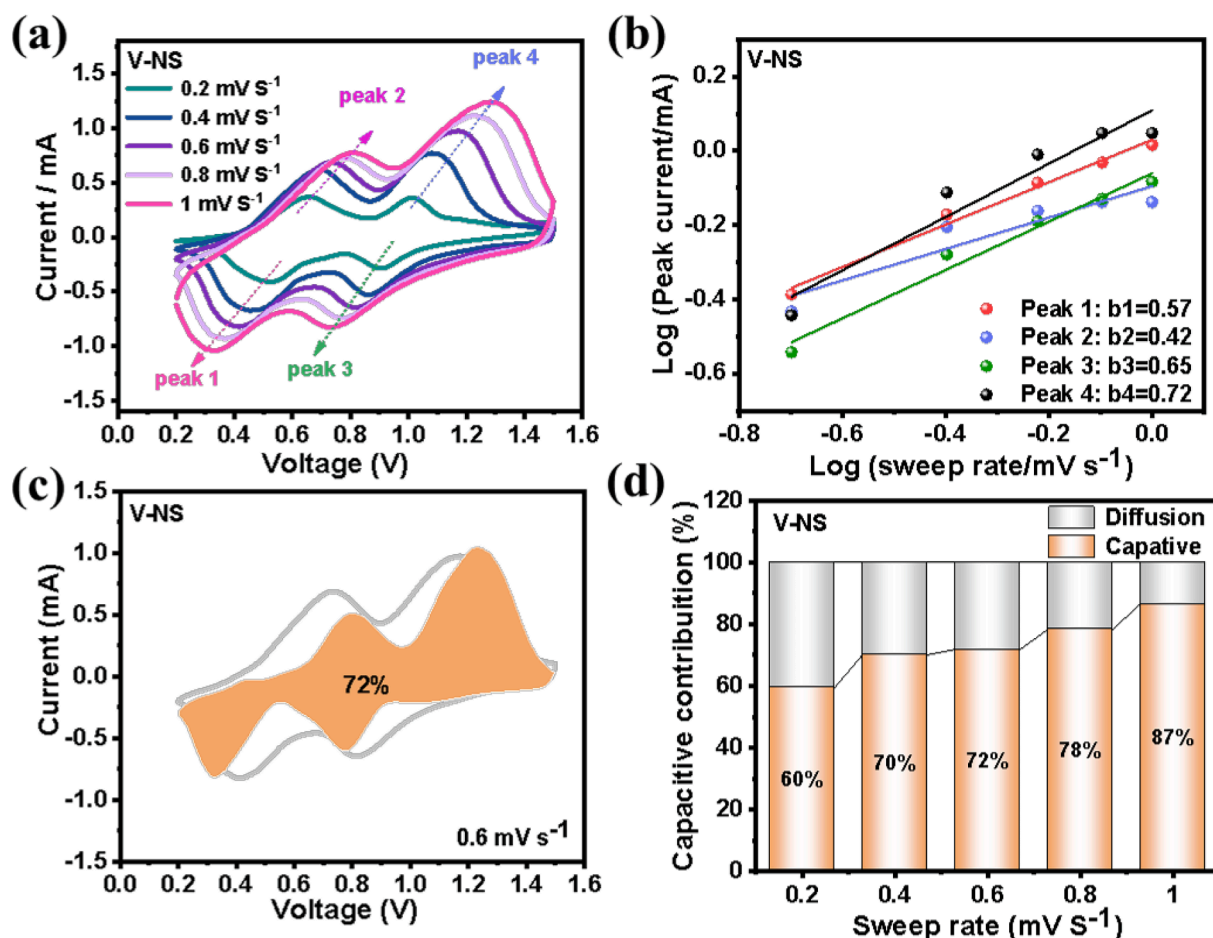 (a)
V-NS
0.2 mV S⁻¹
0.4 mV S⁻¹
0.6 mV S⁻¹
0.8 mV S⁻¹
1 mV S⁻¹
peak 2
peak 4
peak 1
peak 3
1.5
1.0
0.5
0.0
-0.5
-1.0
-1.5
Current / mA
0.0 0.2 0.4 0.6 0.8 1.0 1.2 1.4 1.6
Voltage (V)
(b)
V-NS
0.2
0.0
-0.2
-0.4
-0.6
Log (Peak current/mA)
Peak 1: b1=0.57
Peak 2: b2=0.42
Peak 3: b3=0.65
Peak 4: b4=0.72
-0.8 -0.6 -0.4 -0.2 0.0
Log (sweep rate/mV s⁻¹)
(c)
V-NS
1.5
1.0
0.5
0.0
-0.5
-1.0
-1.5
Current (mA)
72%
0.6 mV s⁻¹
0.0 0.2 0.4 0.6 0.8 1.0 1.2 1.4 1.6
Voltage (V)
(d)
V-NS
Diffusion
Capative
120
100
80
60
40
20
0
Capacitive contribuition (%)
60% 70% 72% 78% 87%
0.2 0.4 0.6 0.8 1
Sweep rate (mV S⁻¹)